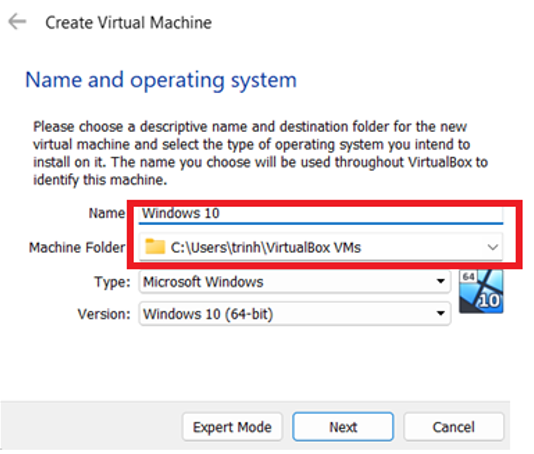 Create Virtual Machine
Name and operating system
Please choose a descriptive name and destination folder for the new
virtual machine and select the type of operating system you intend to
install on it. The name you choose will be used throughout VirtualBox to
identify this machine.
Name Windows 10
Machine Folder C:\Users\trinh\VirtualBox VMs
Type: Microsoft Windows 64
Version: Windows 10 (64-bit) 10
Expert Mode Next Cancel